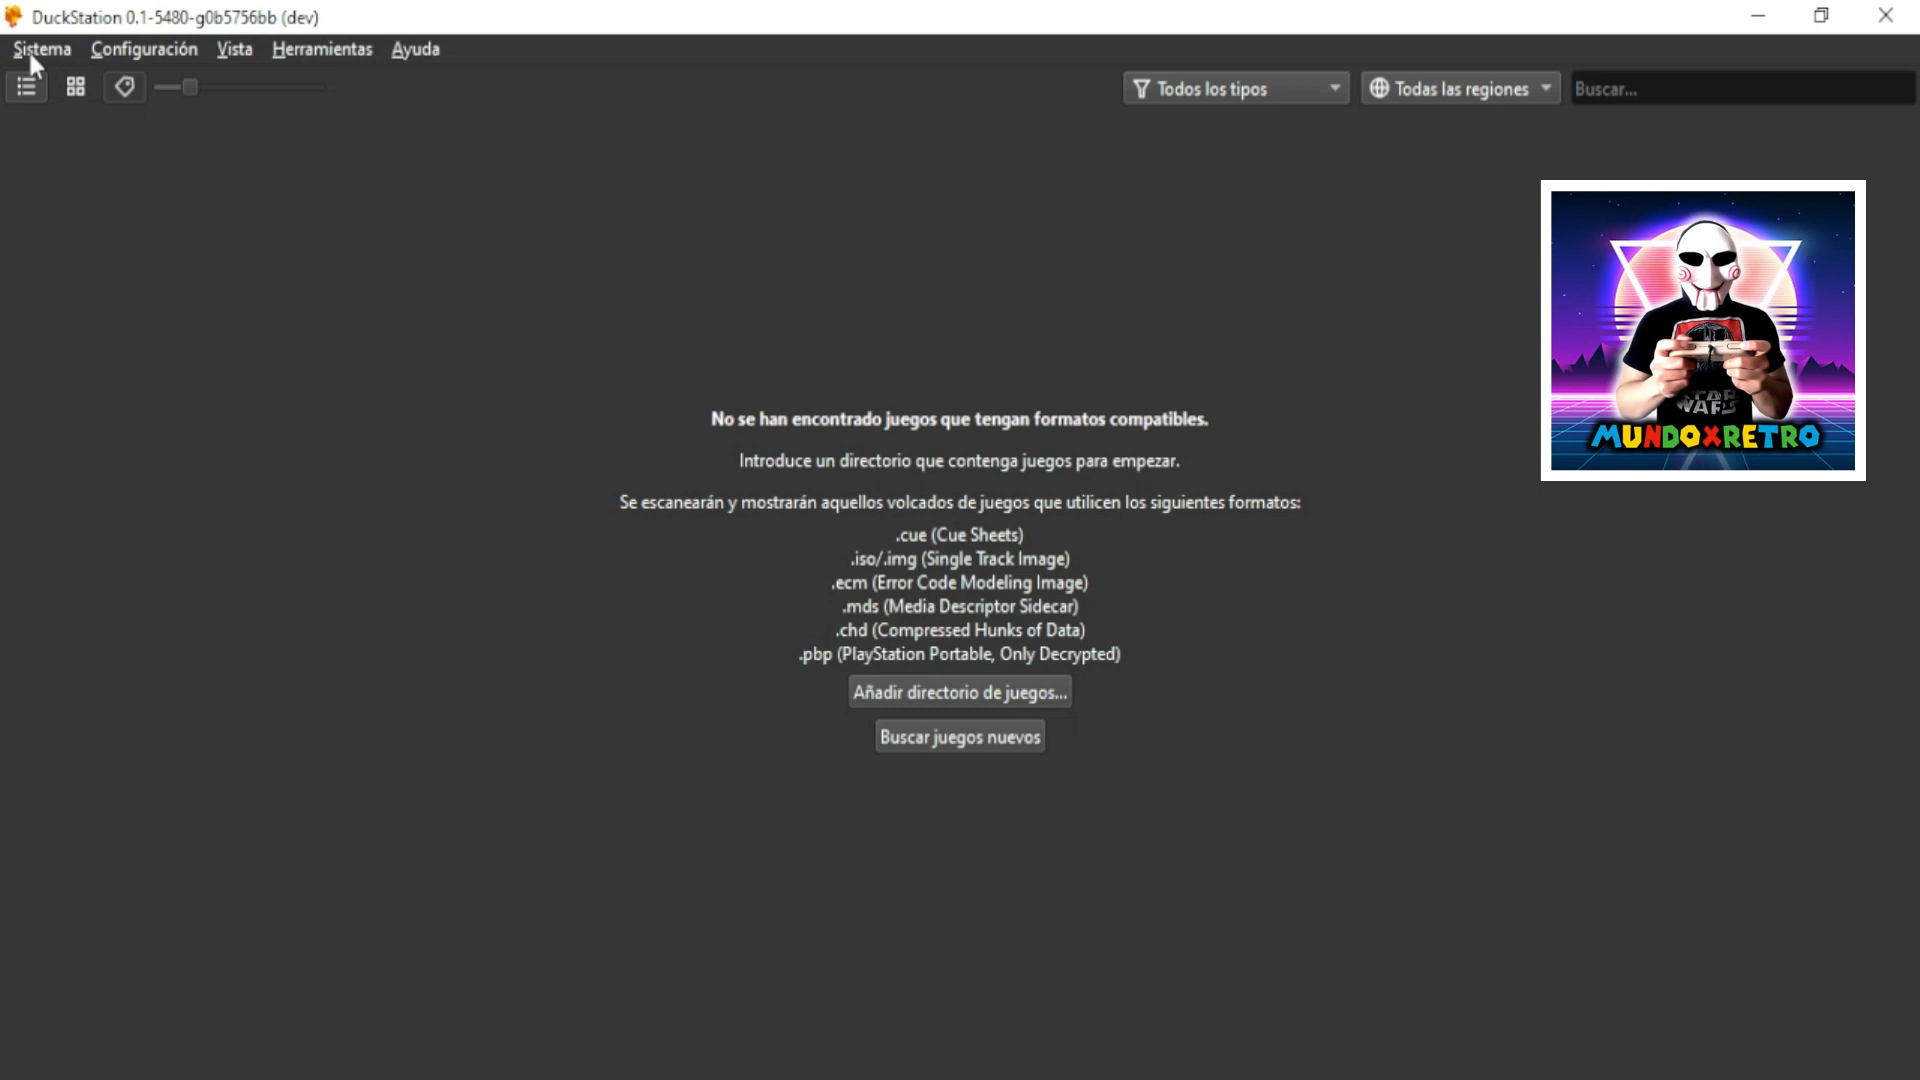 DuckStation 0.1-5480-g0b5756bb (dev)
Sistema Configuración Vista Herramientas Ayuda
Todos los tipos Todas las regiones Buscar...
No se han encontrado juegos que tengan formatos compatibles.
Introduce un directorio que contenga juegos para empezar.
Se escanearán y mostrarán aquellos volcados de juegos que utilicen los siguientes formatos:
.cue (Cue Sheets)
.iso/.img (Single Track Image)
.ecm (Error Code Modeling Image)
.mds (Media Descriptor Sidecar)
.chd (Compressed Hunks of Data)
.pbp (PlayStation Portable, Only Decrypted)
Añadir directorio de juegos...
Buscar juegos nuevos
STAR
WARS
MUNDOXRETRO